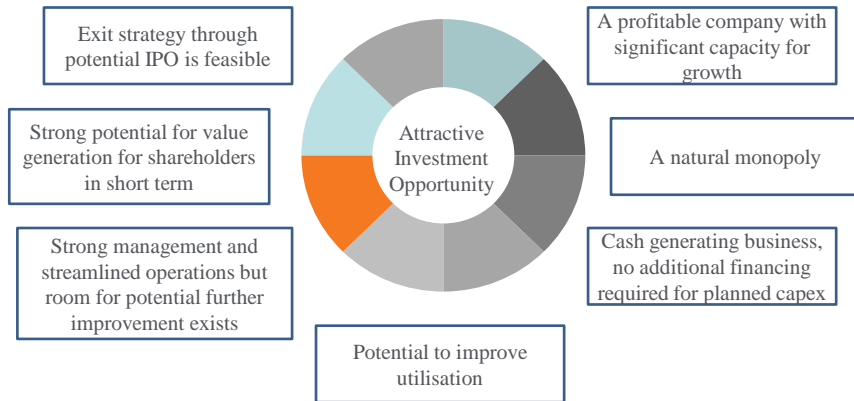 Exit strategy through
potential IPO is feasible
A profitable company with
significant capacity for
growth
Strong potential for value
generation for shareholders
in short term
Attractive
Investment
Opportunity
A natural monopoly
Strong management and
streamlined operations but
room for potential further
improvement exists
Cash generating business,
no additional financing
required for planned capex
Potential to improve
utilisation